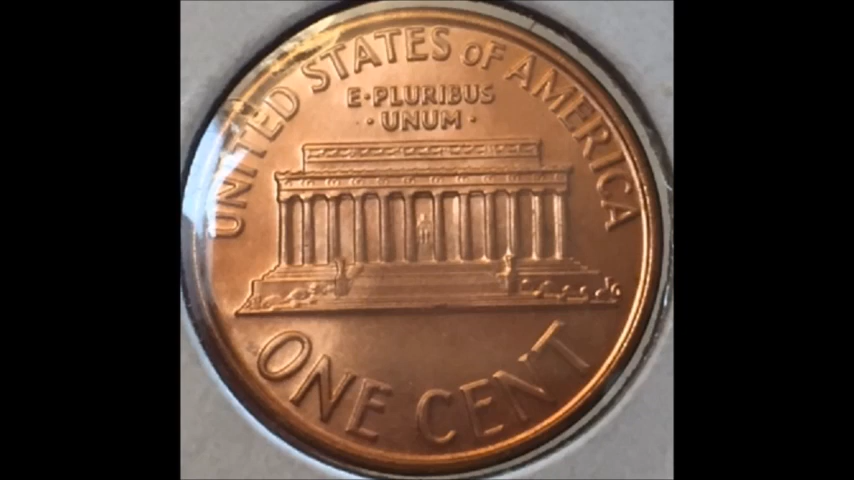 UNITED STATES OF AMERICA
E·PLURIBUS
·UNUM·
ONE CENT